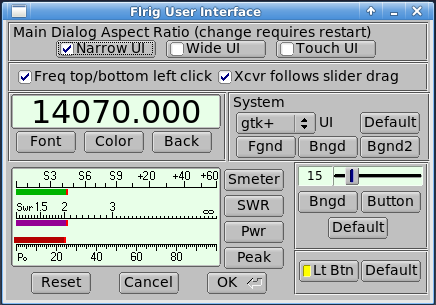 Flrig User Interface
Main Dialog Aspect Ratio (change requires restart)
Narrow UI Wide UI Touch UI
Freq top/bottom left click Xcvr follows slider drag
14070.000
Font Color Back
System
gtk+ UI Default
Fgnd Bngd Bgnd2
S3 S6 S9 +20 +40 +60
Swr 1.5 2 3 ∞
Po 20 40 60 80
Smeter
SWR
Pwr
Peak
15
Bngd Button
Default
Lt Btn Default
Reset Cancel OK